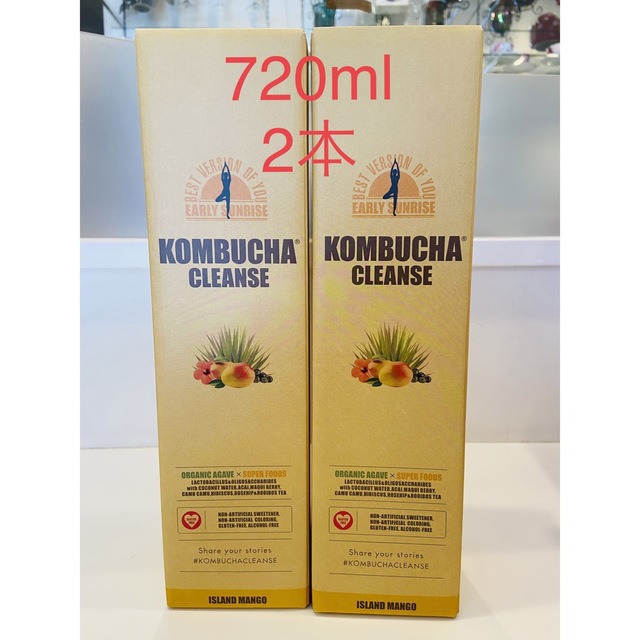 720ml
2本
BEST VERSION OF YOU
EARLY SUNRISE
KOMBUCHA®
CLEANSE
ORGANIC AGAVE × SUPER FOODS
LACTOBACILLUS&OLIGOSACCHARIDES
with COCONUT WATER,ACAI,MAQUI BERRY,
CAMU CAMU,HIBISCUS,ROSEHIP&ROOIBOS TEA
NON-ARTIFICIAL SWEETENER,
NON-ARTIFICIAL COLORING,
GLUTEN-FREE, ALCOHOL-FREE
Share your stories
#KOMBUCHACLEANSE
ISLAND MANGO
BEST VERSION OF YOU
EARLY SUNRISE
KOMBUCHA®
CLEANSE
ORGANIC AGAVE × SUPER FOODS
LACTOBACILLUS&OLIGOSACCHARIDES
with COCONUT WATER,ACAI,MAQUI BERRY,
CAMU CAMU,HIBISCUS,ROSEHIP&ROOIBOS TEA
NON-ARTIFICIAL SWEETENER,
NON-ARTIFICIAL COLORING,
GLUTEN-FREE, ALCOHOL-FREE
Share your stories
#KOMBUCHACLEANSE
ISLAND MANGO